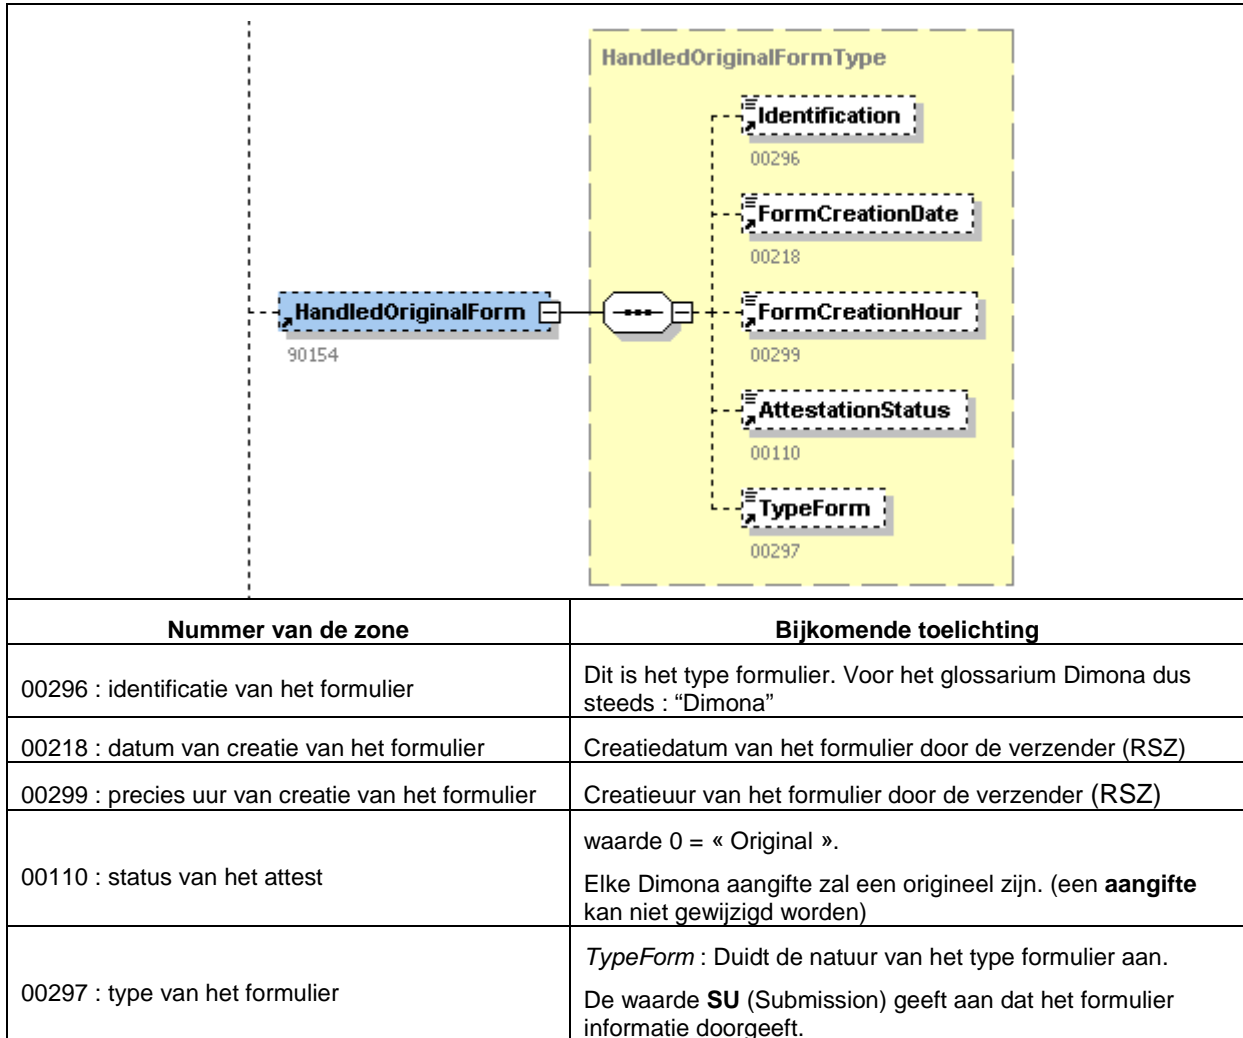 HandledOriginalFormType
Identification
00296
FormCreationDate
00218
HandledOriginalForm
90154
FormCreationHour
00299
AttestationStatus
00110
TypeForm
00297
Nummer van de zone
Bijkomende toelichting
00296 : identificatie van het formulier
Dit is het type formulier. Voor het glossarium Dimona dus
steeds : “Dimona”
00218 : datum van creatie van het formulier
Creatiedatum van het formulier door de verzender (RSZ)
00299 : precies uur van creatie van het formulier
Creatieuur van het formulier door de verzender (RSZ)
00110 : status van het attest
waarde 0 = « Original ».
Elke Dimona aangifte zal een origineel zijn. (een aangifte
kan niet gewijzigd worden)
00297 : type van het formulier
TypeForm : Duidt de natuur van het type formulier aan.
De waarde SU (Submission) geeft aan dat het formulier
informatie doorgeeft.